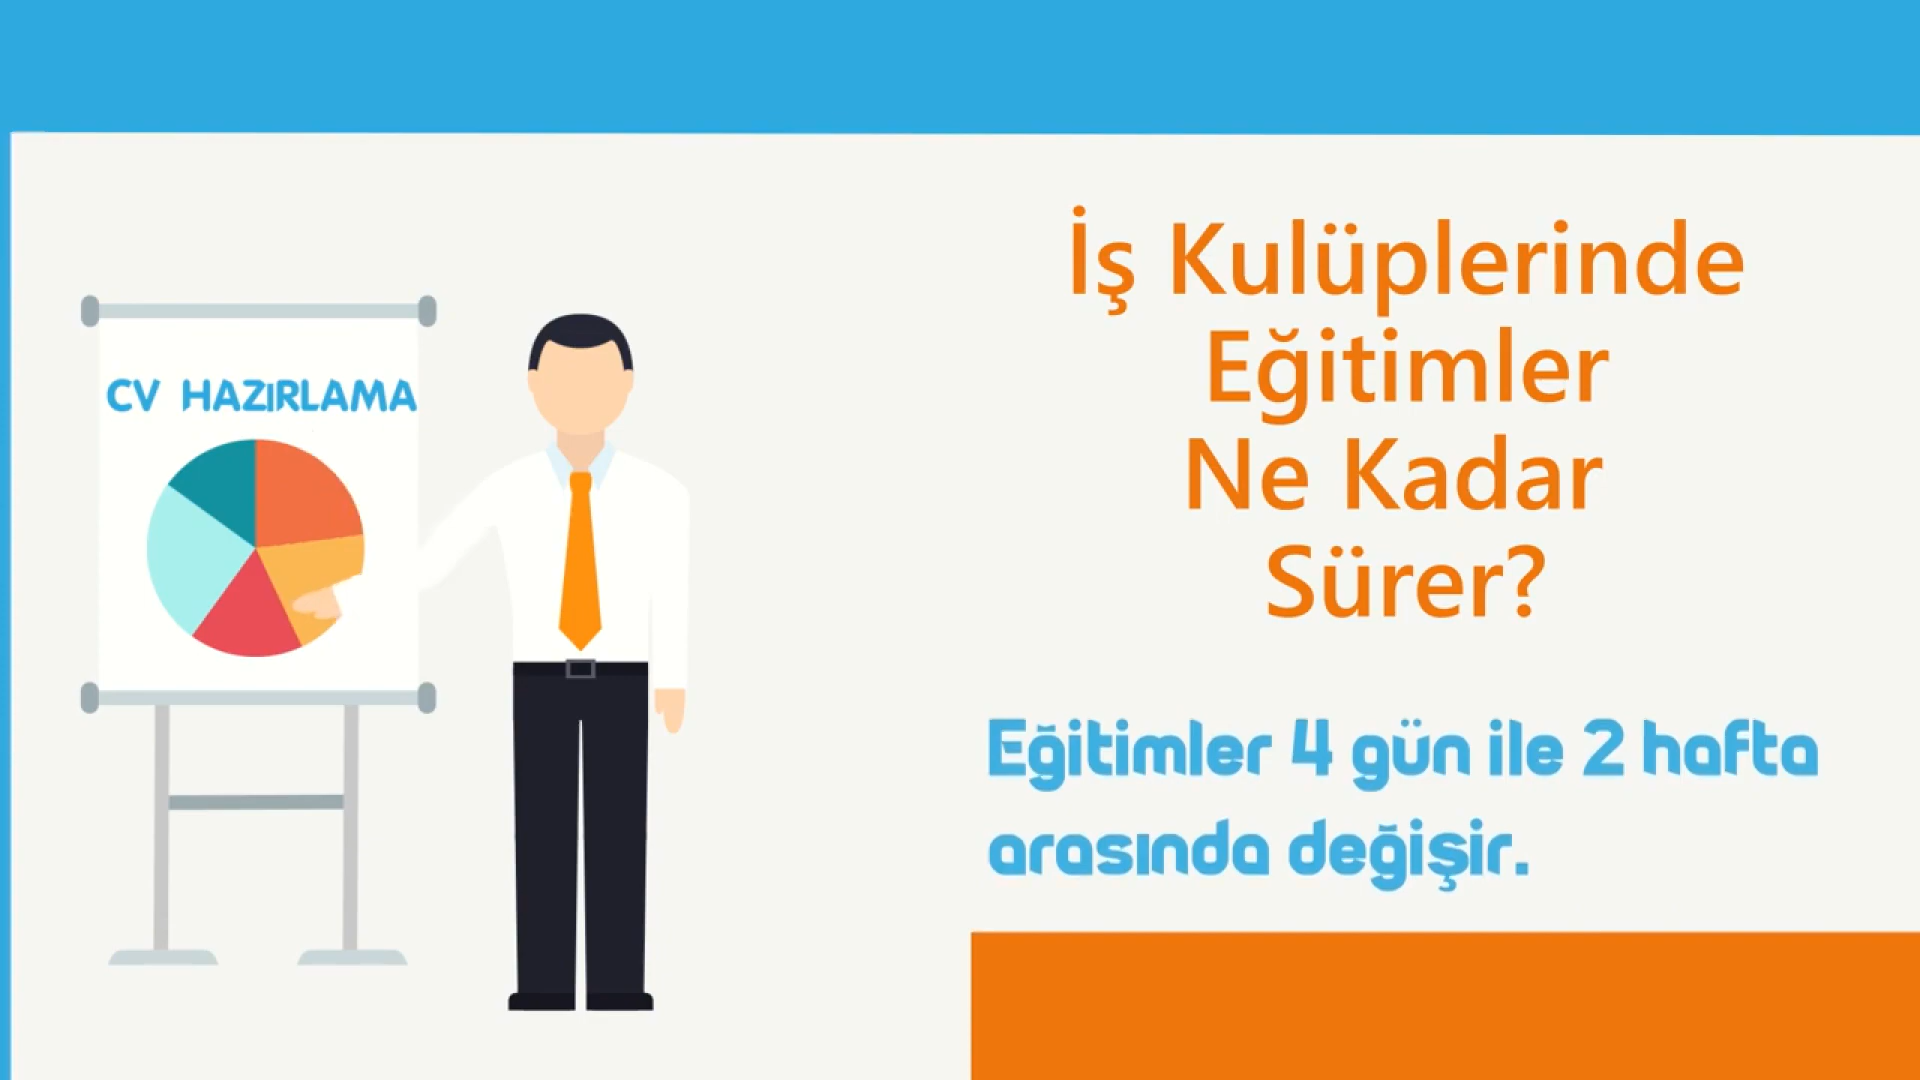 CV HAZIRLAMA
İş Kulüplerinde
Eğitimler
Ne Kadar
Sürer?
Eğitimler 4 gün ile 2 hafta
arasında değişir.